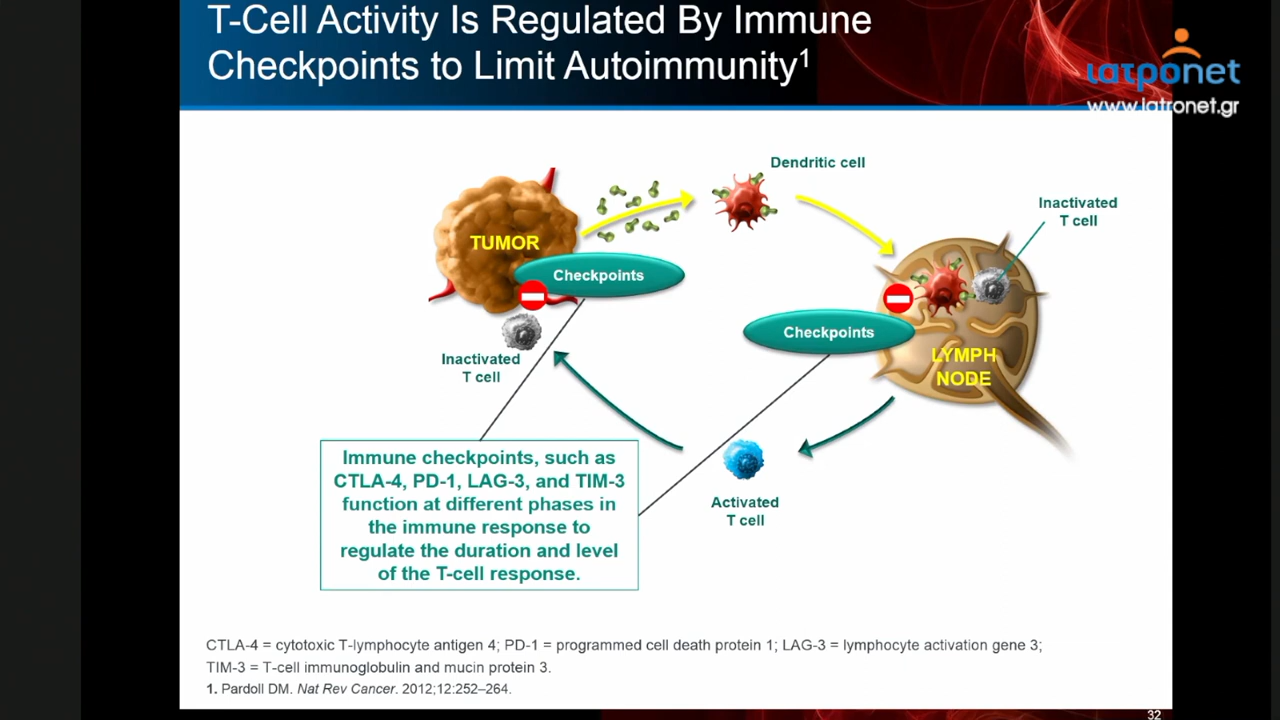 T-Cell Activity Is Regulated By Immune
Checkpoints to Limit Autoimmunity1
ιατροnet
www.iatronet.gr
Dendritic cell
Inactivated
T cell
TUMOR
Checkpoints
Checkpoints
LYMPH
NODE
Inactivated
T cell
Activated
T cell
Immune checkpoints, such as
CTLA-4, PD-1, LAG-3, and TIM-3
function at different phases in
the immune response to
regulate the duration and level
of the T-cell response.
CTLA-4 = cytotoxic T-lymphocyte antigen 4; PD-1 = programmed cell death protein 1; LAG-3 = lymphocyte activation gene 3;
TIM-3 = T-cell immunoglobulin and mucin protein 3.
1. Pardoll DM. Nat Rev Cancer. 2012;12:252–264.
32